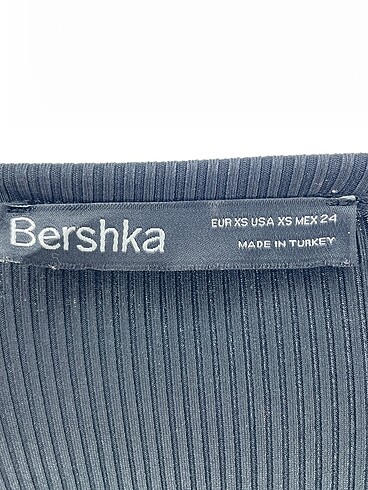 Bershka
EUR XS USA XS MEX 24
MADE IN TURKEY